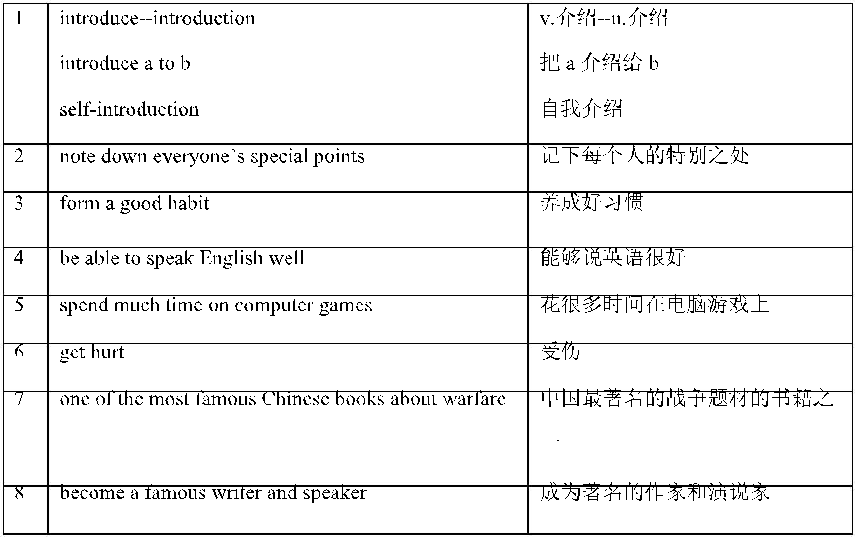 1 introduce--introduction v.介绍--n.介绍
introduce a to b 把 a 介绍给 b
self-introduction 自我介绍
2 note down everyone`s special points 记下每个人的特别之处
3 form a good habit 养成好习惯
4 be able to speak English well 能够说英语很好
5 spend much time on computer games 花很多时间在电脑游戏上
6 get hurt 受伤
7 one of the most famous Chinese books about warfare 中国最著名的战争题材的书籍之
8 become a famous writer and speaker 成为著名的作家和演说家